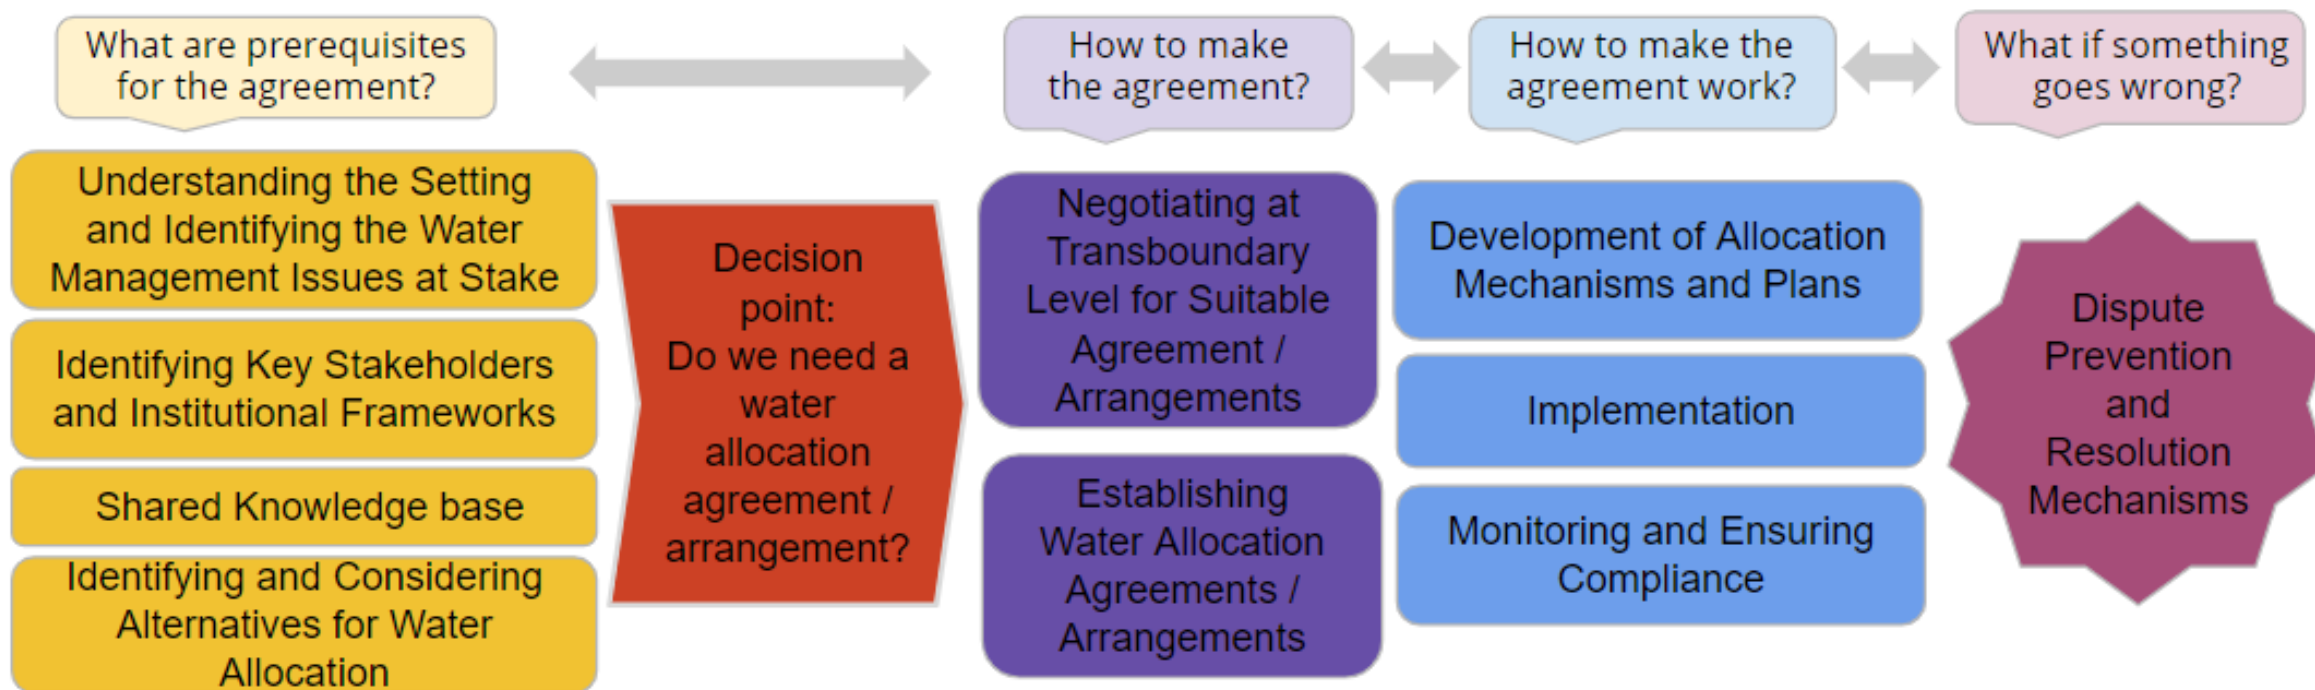 What are prerequisites
for the agreement?
How to make
the agreement?
How to make the
agreement work?
What if something
goes wrong?
Understanding the Setting
and Identifying the Water
Management Issues at Stake
Identifying Key Stakeholders
and Institutional Frameworks
Shared Knowledge base
Identifying and Considering
Alternatives for Water
Allocation
Decision
point:
Do we need a
water
allocation
agreement /
arrangement?
Negotiating at
Transboundary
Level for Suitable
Agreement /
Arrangements
Establishing
Water Allocation
Agreements /
Arrangements
Development of Allocation
Mechanisms and Plans
Implementation
Monitoring and Ensuring
Compliance
Dispute
Prevention
and
Resolution
Mechanisms